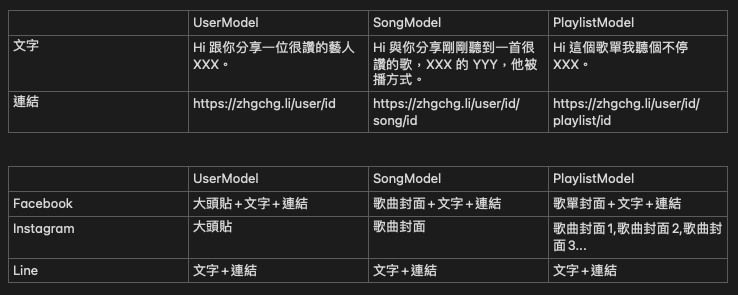 UserModel SongModel PlaylistModel
文字 Hi 跟你分享一位很讚的藝人 Hi 與你分享剛剛聽到一首很 Hi 這個歌單我聽個不停
XXX。 讚的歌，XXX 的 YYY，他被 XXX。
播方式。
連結 https://zhgchg.li/user/id https://zhgchg.li/user/id/ https://zhgchg.li/user/id/
song/id playlist/id
UserModel SongModel PlaylistModel
Facebook 大頭貼+文字+連結 歌曲封面+文字+連結 歌單封面+文字+連結
Instagram 大頭貼 歌曲封面 歌曲封面1,歌曲封面2,歌曲封
面3...
Line 文字+連結 文字+連結 文字+連結